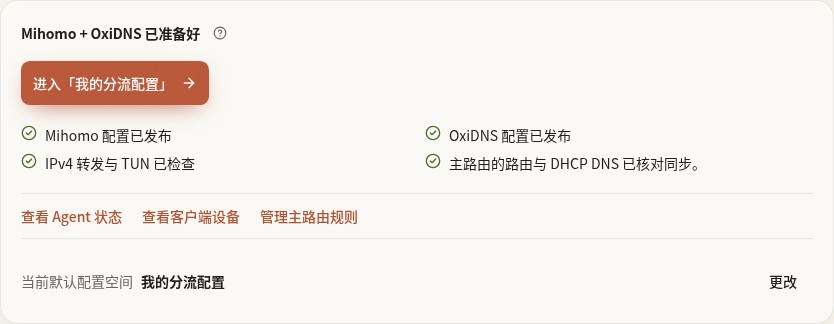 Mihomo + OxiDNS 已准备好
进入「我的分流配置」
Mihomo 配置已发布
OxiDNS 配置已发布
IPv4 转发与 TUN 已检查
主路由的路由与 DHCP DNS 已核对同步。
查看 Agent 状态 查看客户端设备 管理主路由规则
当前默认配置空间 我的分流配置 更改